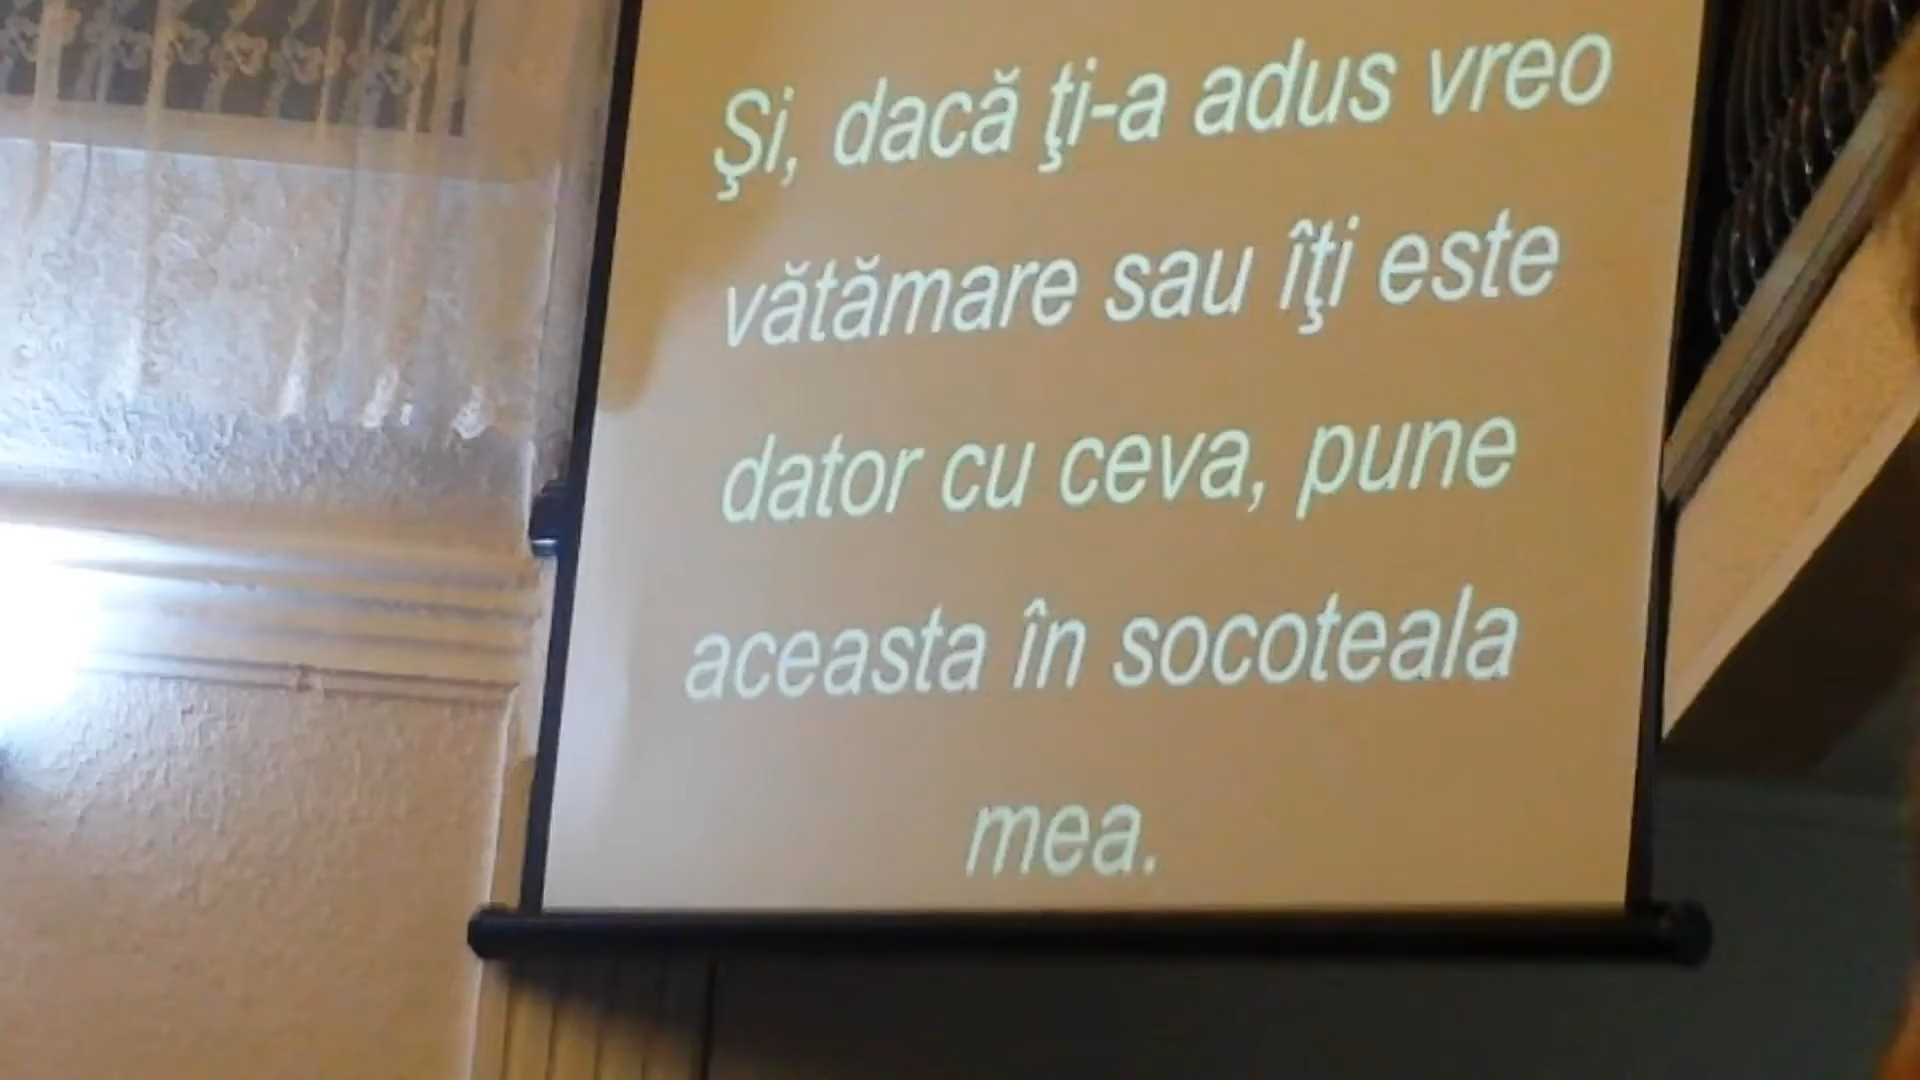 Şi, dacă ţi-a adus vreo
vătămare sau îţi este
dator cu ceva, pune
aceasta în socoteala
mea.